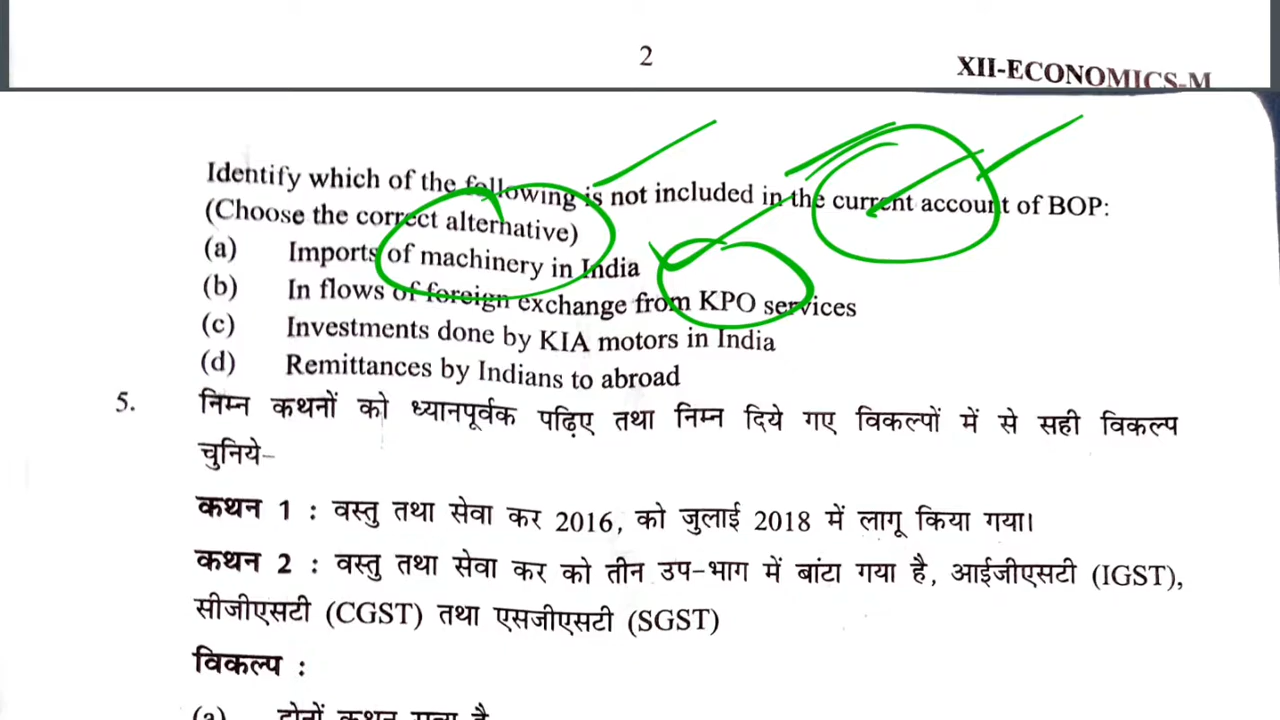 2
XII-ECONOMICS-M
Identify which of the following is not included in the current account of BOP:
(Choose the correct alternative)
(a) Imports of machinery in India
(b) In flows of foreign exchange from KPO services
(c) Investments done by KIA motors in India
(d) Remittances by Indians to abroad
5. निम्न कथनों को ध्यानपूर्वक पढ़िए तथा निम्न दिये गए विकल्पों में से सही विकल्प
चुनिये-
कथन 1 : वस्तु तथा सेवा कर 2016, को जुलाई 2018 में लागू किया गया।
कथन 2 : वस्तु तथा सेवा कर को तीन उप-भाग में बांटा गया है, आईजीएसटी (IGST),
सीजीएसटी (CGST) तथा एसजीएसटी (SGST)
विकल्प :
(a) दोनों कथन